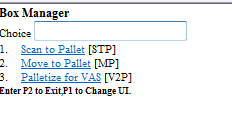 Box Manager
Choice
1. Scan to Pallet [STP]
2. Move to Pallet [MP]
3. Palletize for VAS [V2P]
Enter P2 to Exit,P1 to Change UI.